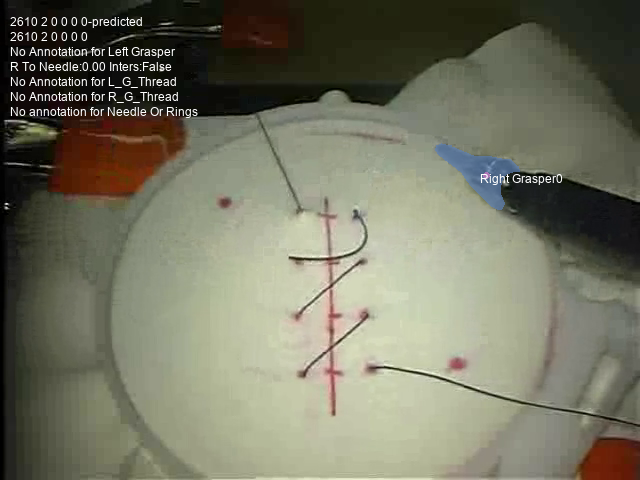 2610 2 0 0 0 0-predicted
2610 2 0 0 0 0
No Annotation for Left Grasper
R To Needle:0.00 Inters:False
No Annotation for L_G_Thread
No Annotation for R_G_Thread
No annotation for Needle Or Rings
Right Grasper0